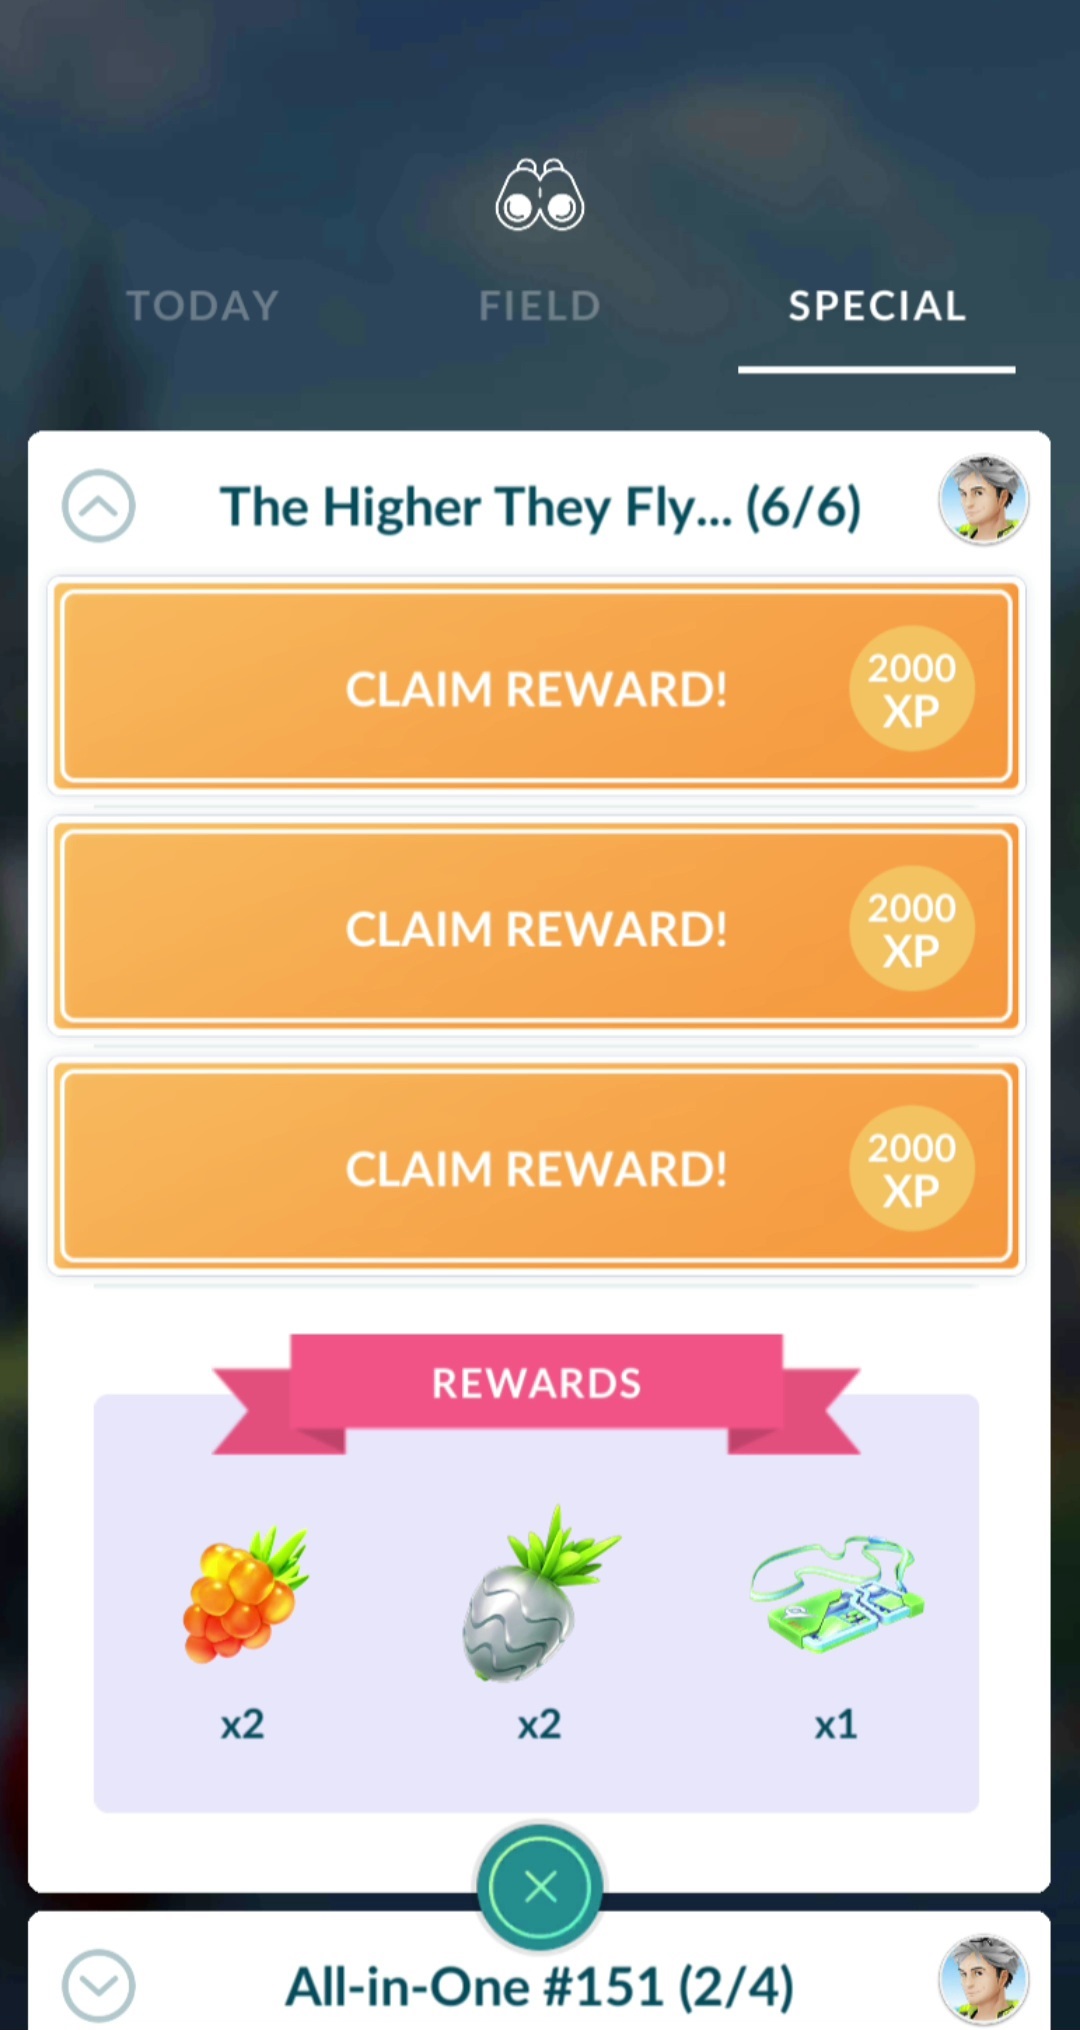 TODAY
FIELD
SPECIAL
The Higher They Fly... (6/6)
CLAIM REWARD!
2000
XP
CLAIM REWARD!
2000
XP
CLAIM REWARD!
2000
XP
REWARDS
x2
x2
x1
All-in-One #151 (2/4)